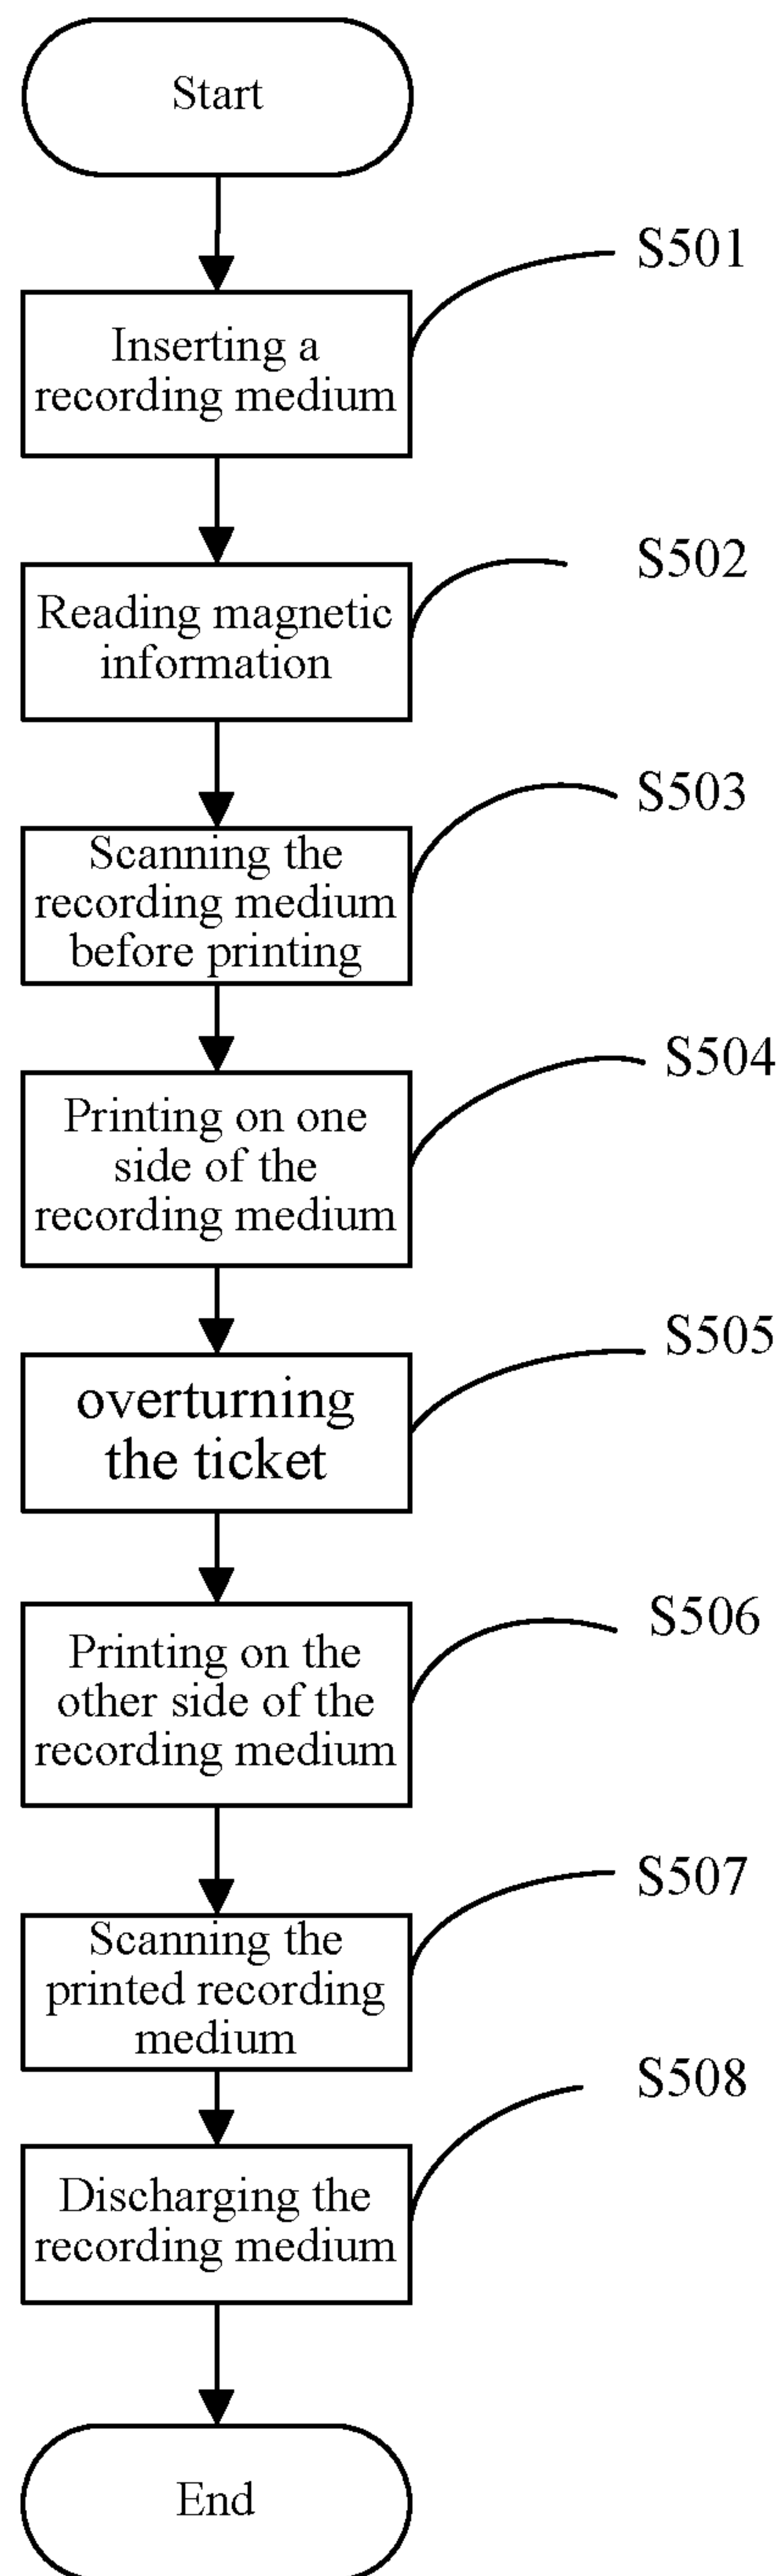 Start
S501
Inserting a
recording medium
S502
Reading magnetic
information
S503
Scanning the
recording medium
before printing
S504
Printing on one
side of the
recording medium
S505
overturning
the ticket
S506
Printing on the
other side of the
recording medium
S507
Scanning the
printed recording
medium
S508
Discharging the
recording medium
End